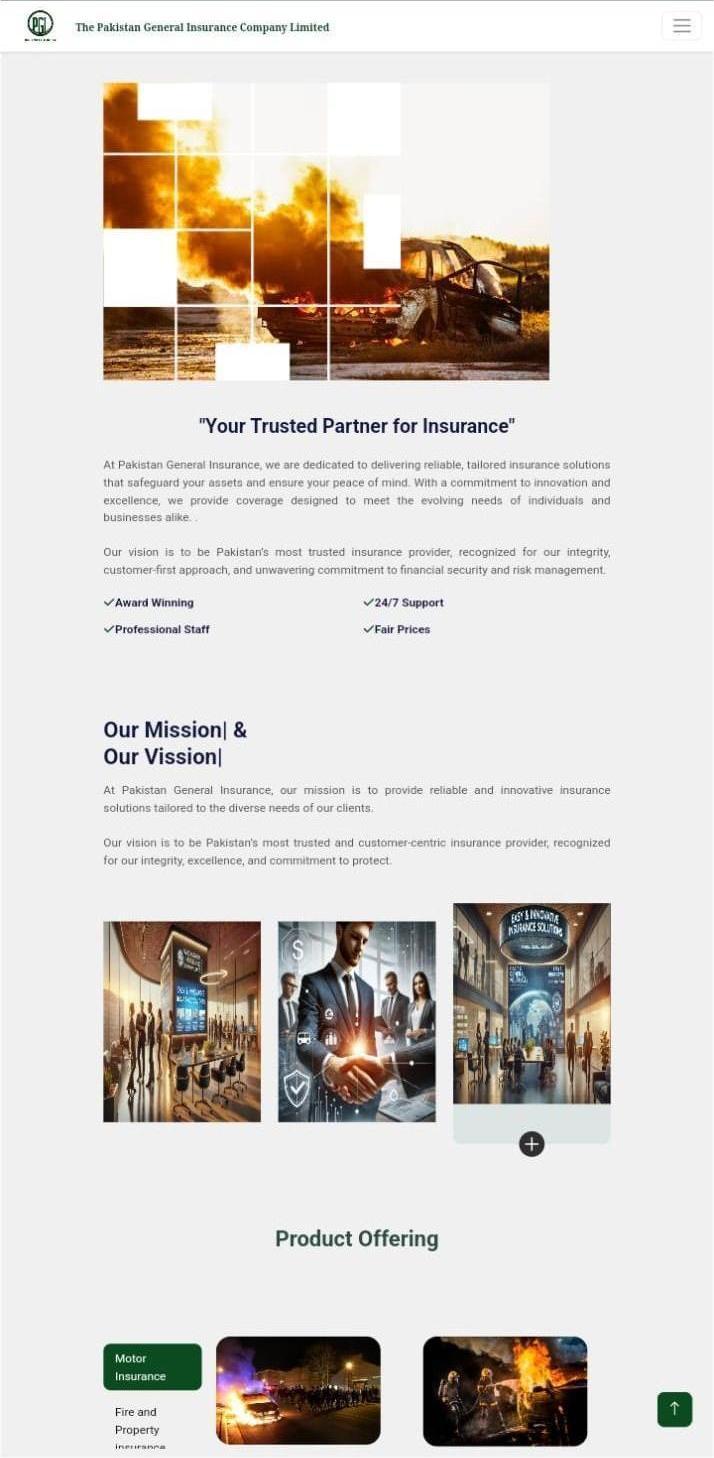 PGI
The Pakistan General Insurance Company Limited
"Your Trusted Partner for Insurance"
At Pakistan General Insurance, we are dedicated to delivering reliable, tailored insurance solutions
that safeguard your assets and ensure your peace of mind. With a commitment to innovation and
excellence, we provide coverage designed to meet the evolving needs of individuals and
businesses alike. .
Our vision is to be Pakistan's most trusted insurance provider, recognized for our integrity,
customer-first approach, and unwavering commitment to financial security and risk management.
✓Award Winning ✓24/7 Support
✓Professional Staff ✓Fair Prices
Our Mission| &
Our Vission|
At Pakistan General Insurance, our mission is to provide reliable and innovative insurance
solutions tailored to the diverse needs of our clients.
Our vision is to be Pakistan's most trusted and customer-centric insurance provider, recognized
for our integrity, excellence, and commitment to protect.
EASY & INNOVATIVE
INSURANCE SOLUTIONS
$
Product Offering
Motor
Insurance
Fire and
Property
insurance